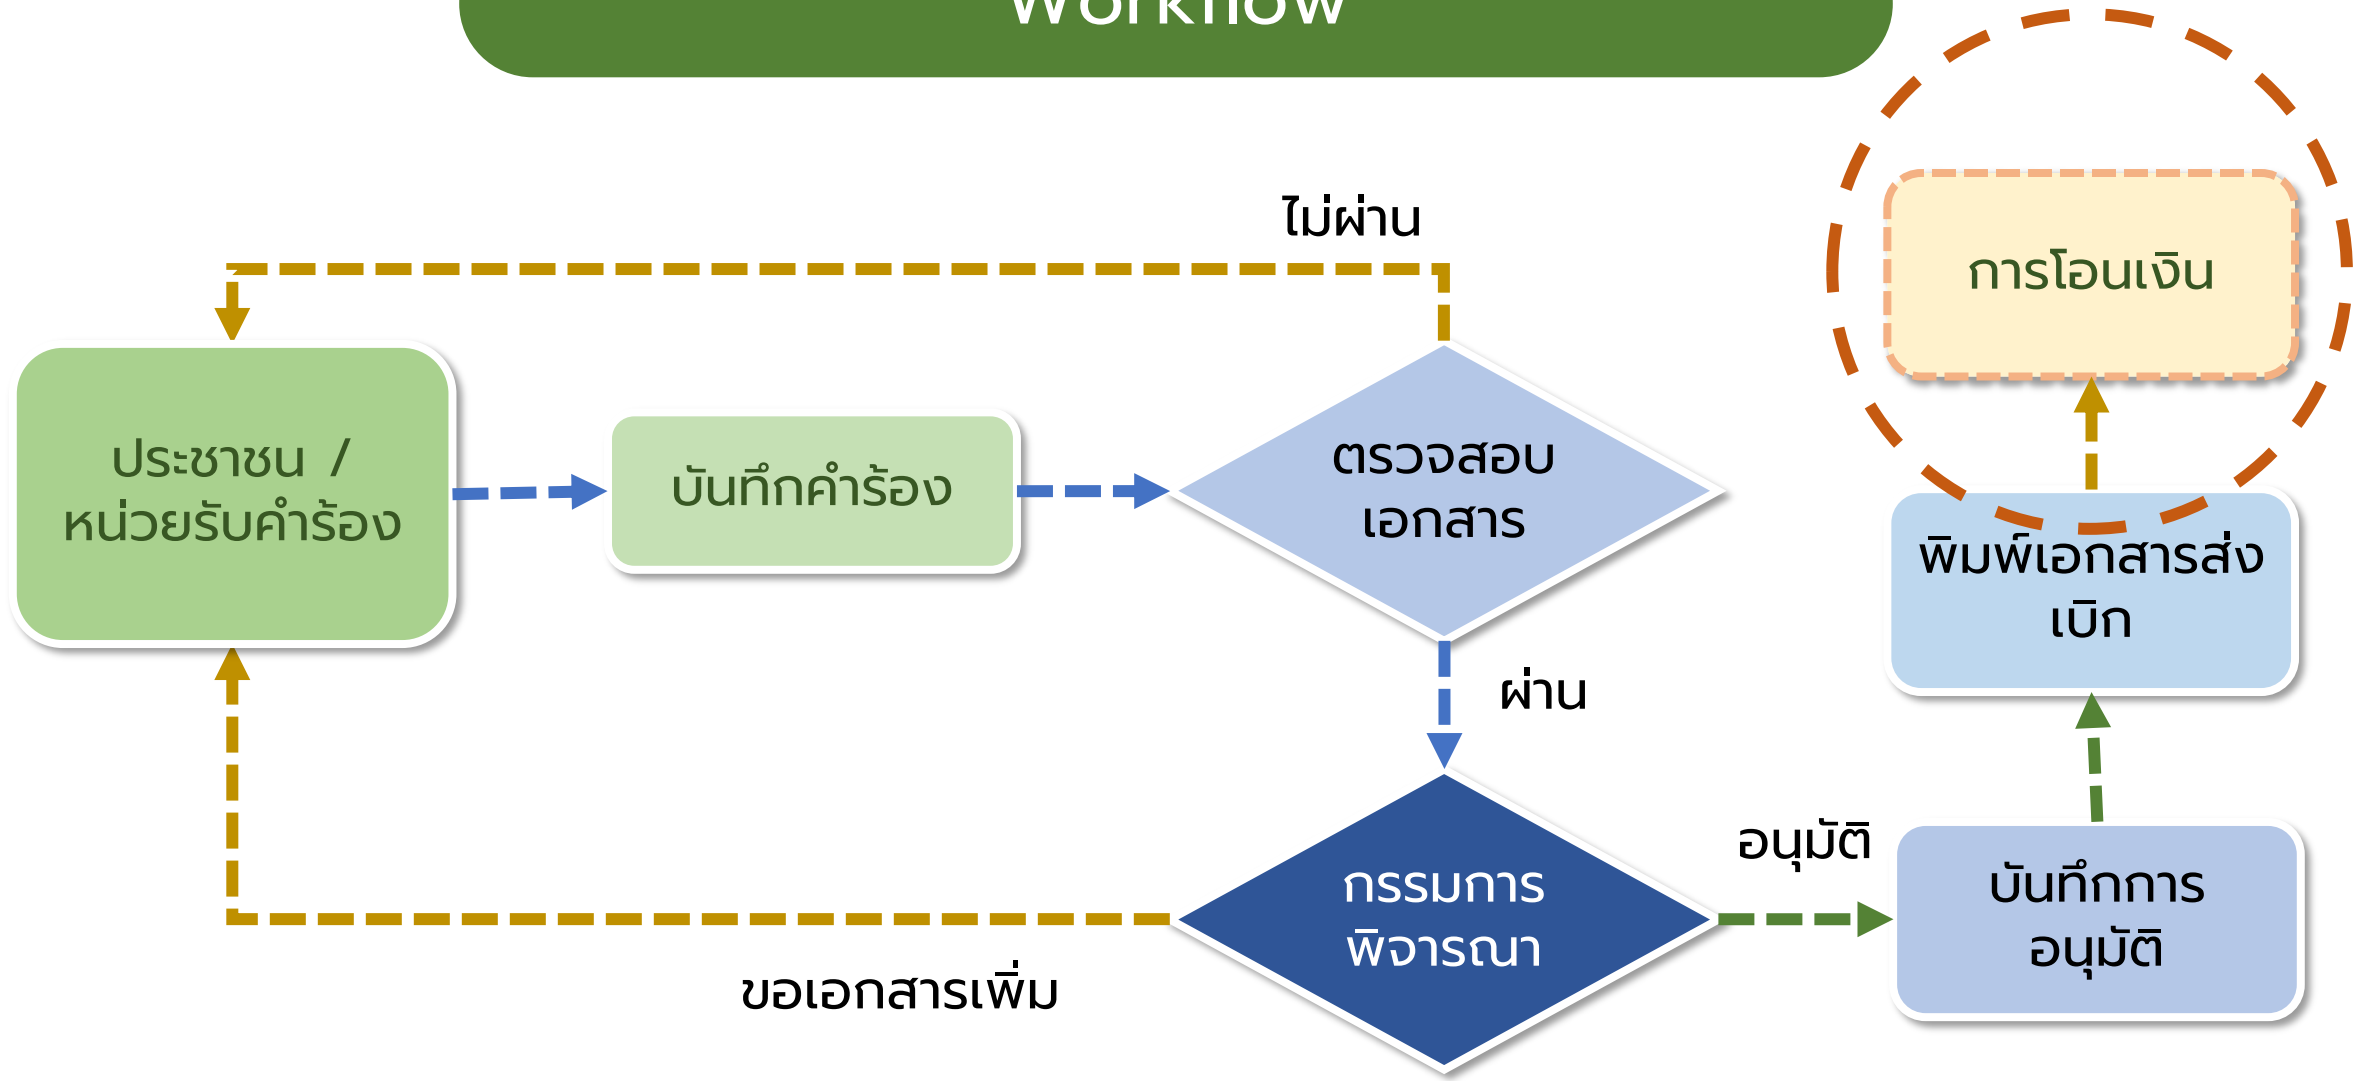 Workflow
ไม่ผ่าน
การโอนเงิน
ประชาชน /
หน่วยรับคำร้อง
บันทึกคำร้อง
ตรวจสอบ
เอกสาร
พิมพ์เอกสารส่ง
เบิก
ผ่าน
อนุมัติ
กรรมการ
พิจารณา
บันทึกการ
อนุมัติ
ขอเอกสารเพิ่ม